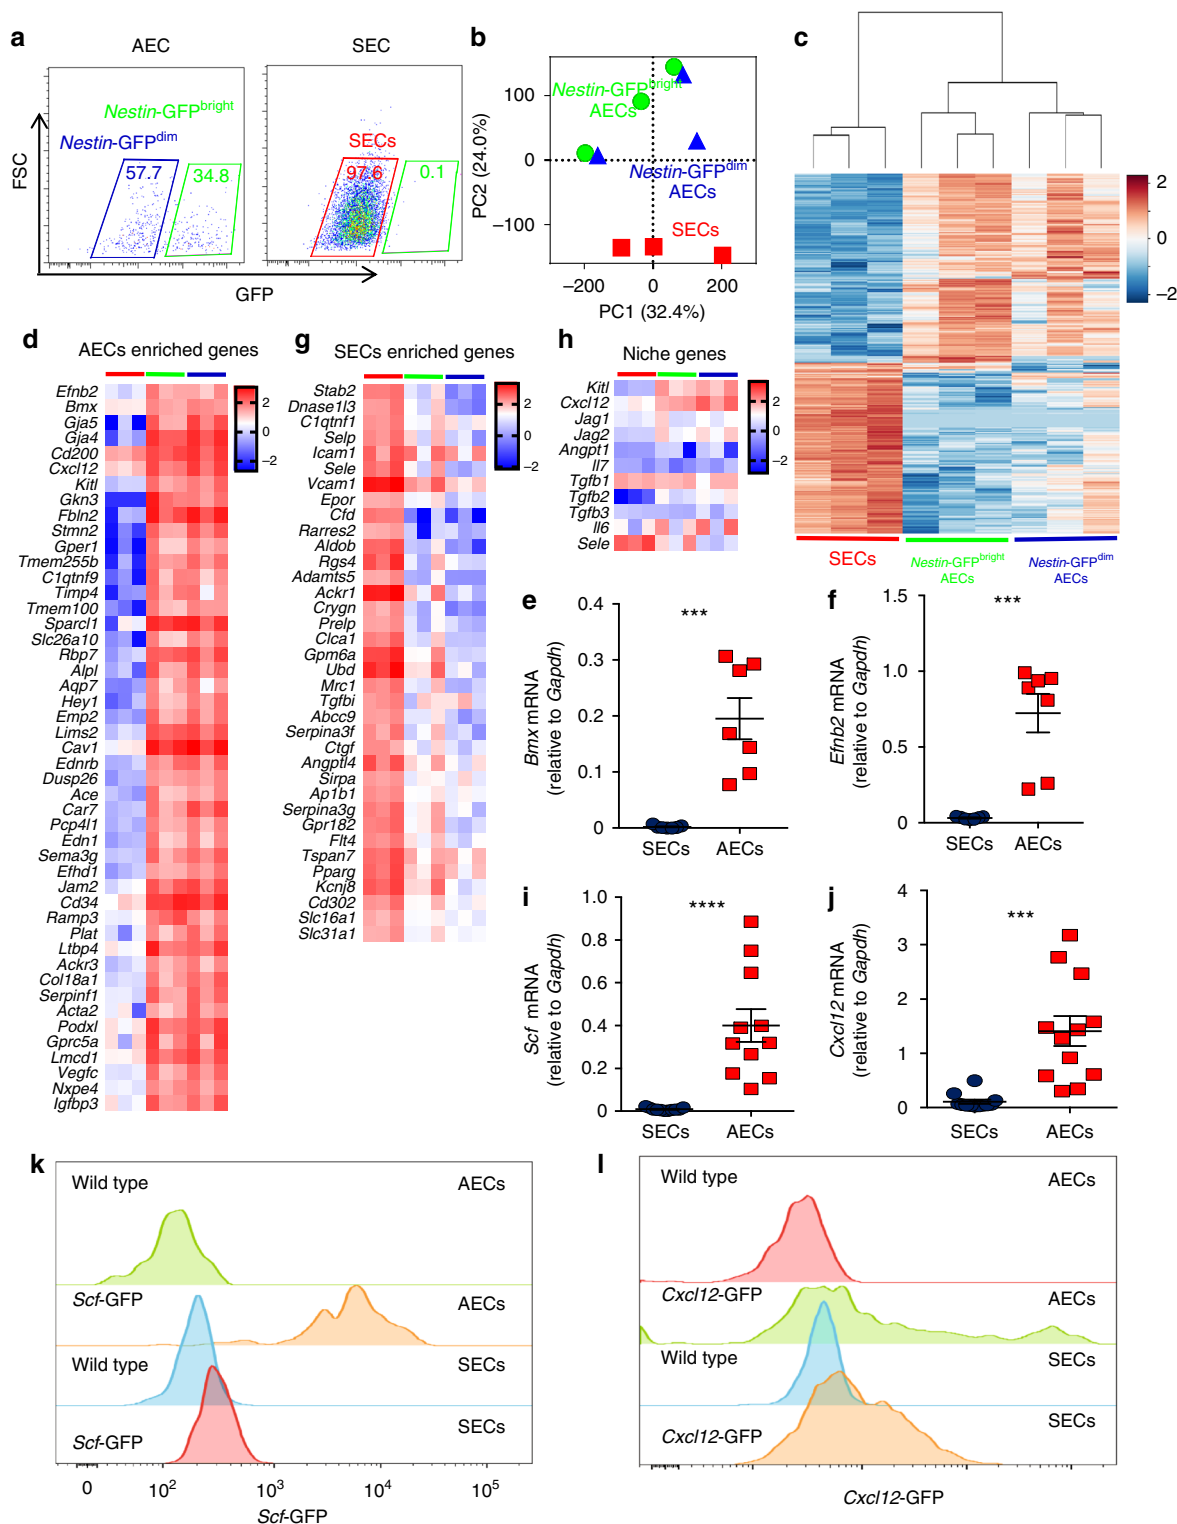 a
AEC
SEC
Nestin-GFPbright
Nestin-GFPdim
57.7
34.8
SECs
97.6
0.1
FSC
GFP
b
Nestin-GFPbright
AECs
Nestin-GFPdim
AECs
SECs
100
0
−100
−200
0
200
PC2 (24.0%)
PC1 (32.4%)
c
2
0
−2
SECs
Nestin-GFPbright
AECs
Nestin-GFPdim
AECs
d
AECs enriched genes
Efnb2
Bmx
Gja5
Gja4
Cd200
Cxcl12
Kitl
Gkn3
Fbln2
Stmn2
Gper1
Tmem255b
C1qtnf9
Timp4
Tmem100
Sparcl1
Slc26a10
Rbp7
Alpl
Aqp7
Hey1
Emp2
Lims2
Cav1
Ednrb
Dusp26
Ace
Car7
Pcp4l1
Edn1
Sema3g
Efhd1
Jam2
Cd34
Ramp3
Plat
Ltbp4
Ackr3
Col18a1
Serpinf1
Acta2
Podxl
Gprc5a
Lmcd1
Vegfc
Nxpe4
Igfbp3
2
0
−2
g
SECs enriched genes
Stab2
Dnase1l3
C1qtnf1
Selp
Icam1
Sele
Vcam1
Epor
Cfd
Rarres2
Aldob
Rgs4
Adamts5
Ackr1
Crygn
Prelp
Clca1
Gpm6a
Ubd
Mrc1
Tgfbi
Abcc9
Serpina3f
Ctgf
Angptl4
Sirpa
Ap1b1
Serpina3g
Gpr182
Flt4
Tspan7
Pparg
Kcnj8
Cd302
Slc16a1
Slc31a1
2
0
−2
h
Niche genes
Kitl
Cxcl12
Jag1
Jag2
Angpt1
Il7
Tgfb1
Tgfb2
Tgfb3
Il6
Sele
2
0
−2
e
***
Bmx mRNA
(relative to Gapdh)
0.4
0.3
0.2
0.1
0
SECs
AECs
f
***
Efnb2 mRNA
(relative to Gapdh)
1.5
1.0
0.5
0
SECs
AECs
i
****
Scf mRNA
(relative to Gapdh)
1.0
0.8
0.6
0.4
0.2
0
SECs
AECs
j
***
Cxcl12 mRNA
(relative to Gapdh)
4
3
2
1
0
SECs
AECs
k
Wild type
AECs
Scf-GFP
AECs
Wild type
SECs
Scf-GFP
SECs
0
10²
10³
10⁴
10⁵
Scf-GFP
l
Wild type
AECs
Cxcl12-GFP
AECs
Wild type
SECs
Cxcl12-GFP
SECs
Cxcl12-GFP